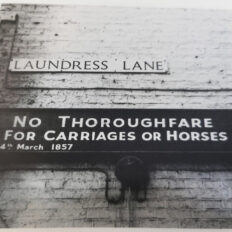 LAUNDRESS LANE
NO THOROUGHFARE
FOR CARRIAGES OR HORSES
4th March 1857